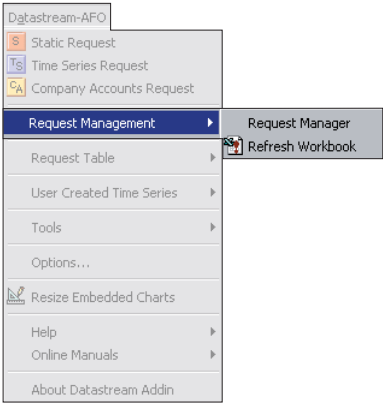 Datastream-AFO
S Static Request
TS Time Series Request
CA Company Accounts Request
Request Management
Request Manager
Refresh Workbook
Request Table
User Created Time Series
Tools
Options...
Resize Embedded Charts
Help
Online Manuals
About Datastream Addin